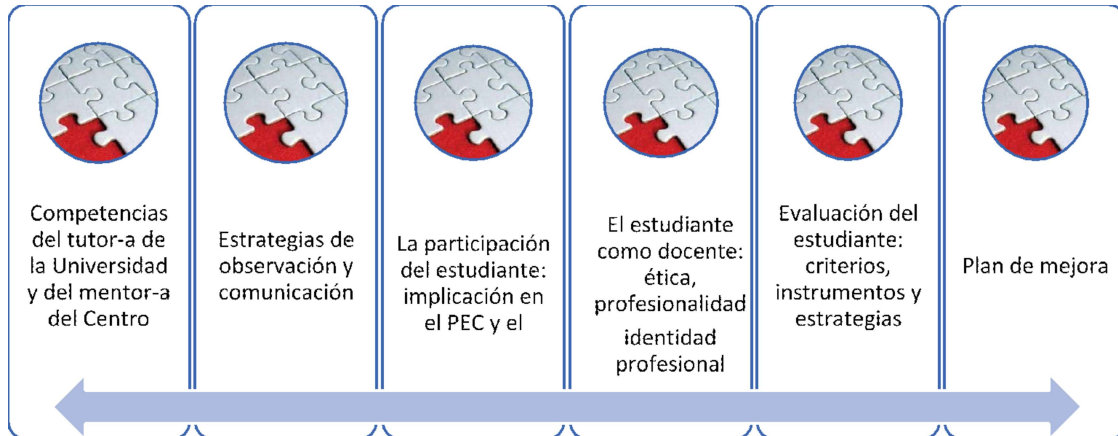 Competencias
del tutor-a de
la Universidad
y del mentor-a
del Centro
Estrategias de
observación y
comunicación
La participación
del estudiante:
implicación en
el PEC y el
El estudiante
como docente:
ética,
profesionalidad
identidad
profesional
Evaluación del
estudiante:
criterios,
instrumentos y
estrategias
Plan de mejora